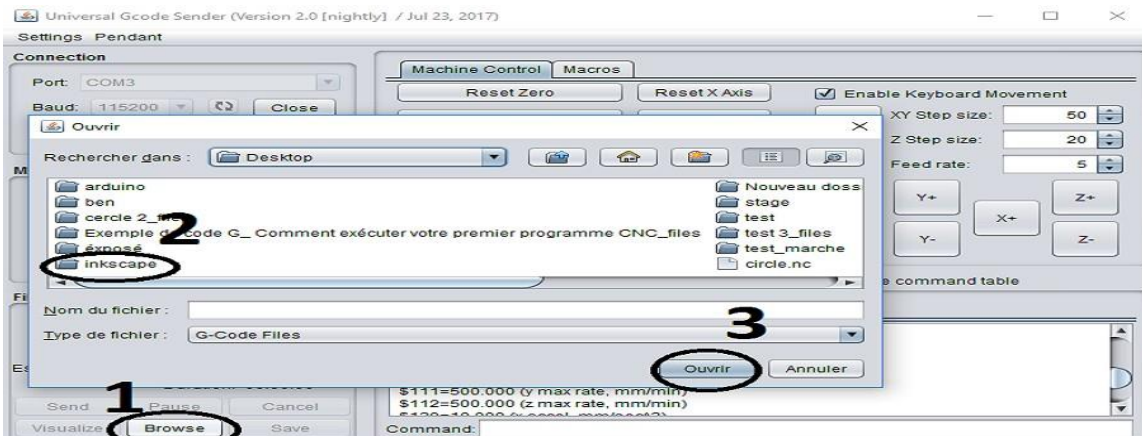 Universal Gcode Sender (Version 2.0 [nightly] / Jul 23, 2017)
Settings Pendant
Connection
Port: COM3
Baud: 115200 Close
Machine Control Macros
Reset Zero Reset X Axis Enable Keyboard Movement
XY Step size: 50
Z Step size: 20
Feed rate: 5
Y+ Z+
X+
Y- Z-
command table
Ouvrir
Rechercher dans : Desktop
arduino
ben
cercle 2_files
Exemple de code G_ Comment exécuter votre premier programme CNC_files
éxposé
inkscape
Nouveau doss
stage
test
test 3_files
test_marche
circle.nc
2
Nom du fichier :
Type de fichier : G-Code Files
3
Ouvrir Annuler
$111=500.000 (y max rate, mm/min)
$112=500.000 (z max rate, mm/min)
1
Send Pause Cancel
Visualize Browse Save
Command: